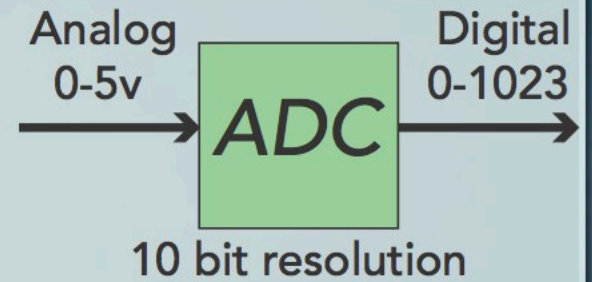 Analog
0-5v
ADC
Digital
0-1023
10 bit resolution